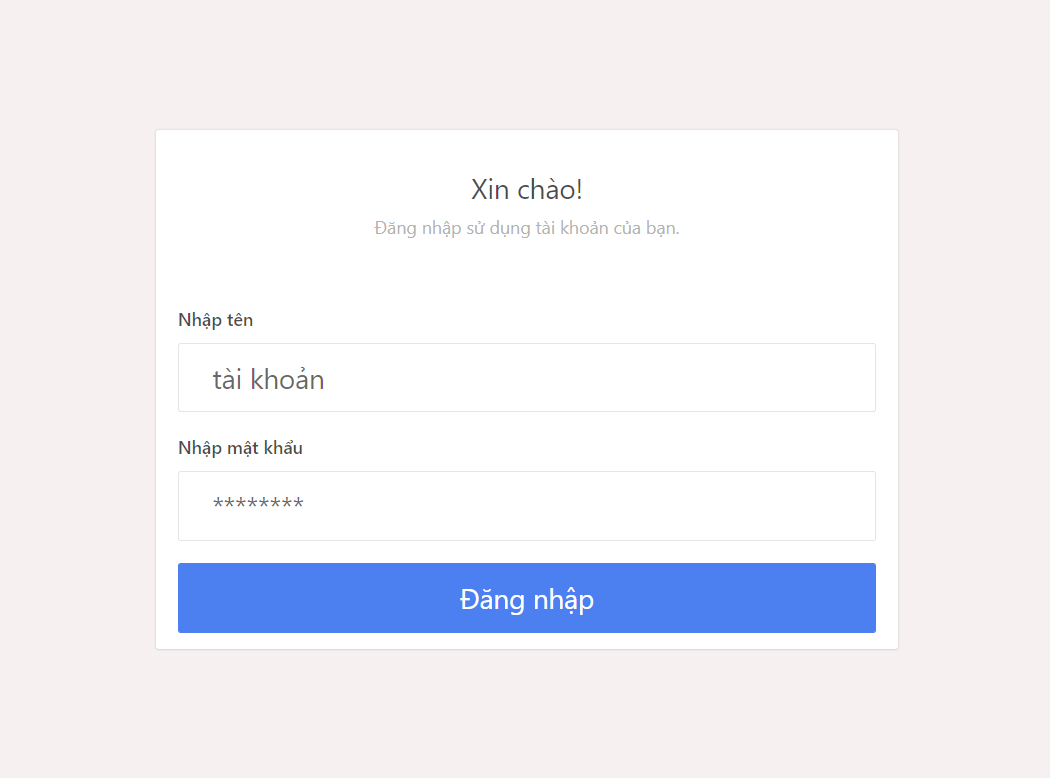 Xin chào!
Đăng nhập sử dụng tài khoản của bạn.
Nhập tên
tài khoản
Nhập mật khẩu
********
Đăng nhập